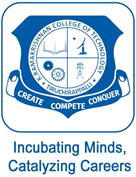 K.RAMAKRISHNAN COLLEGE OF TECHNOLOGY
TIRUCHIRAPPALLI
CREATE COMPETE CONQUER
Incubating Minds,
Catalyzing Careers